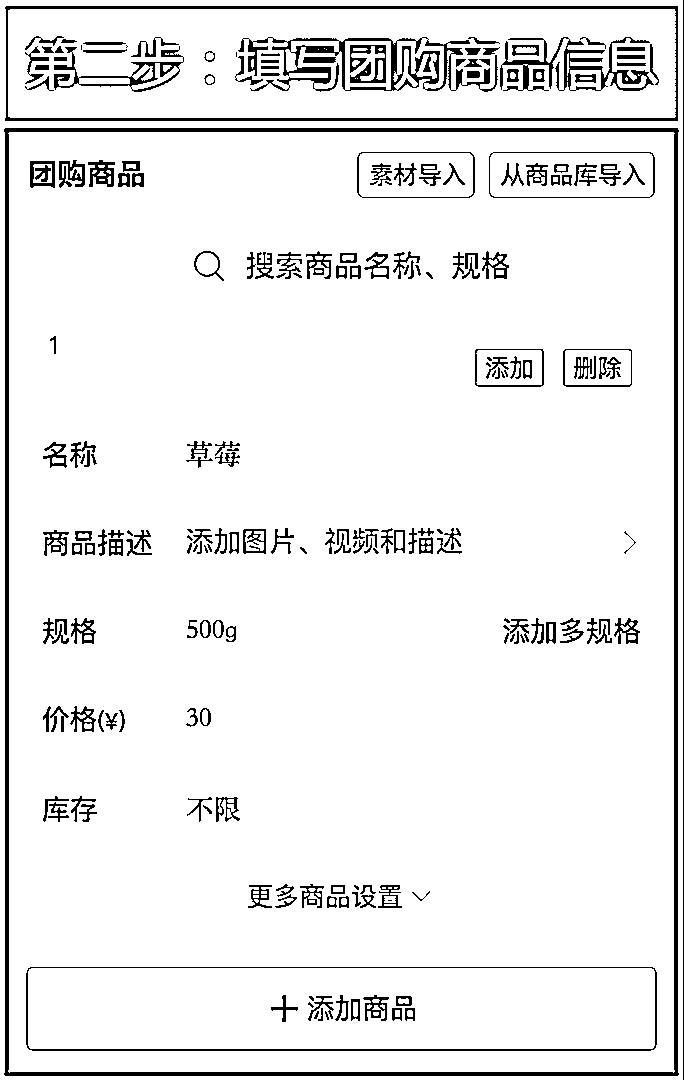 第二步：填写团购商品信息
团购商品 素材导入 从商品库导入
搜索商品名称、规格
1
添加 删除
名称 草莓
商品描述 添加图片、视频和描述
规格 500g 添加多规格
价格(¥) 30
库存 不限
更多商品设置
添加商品